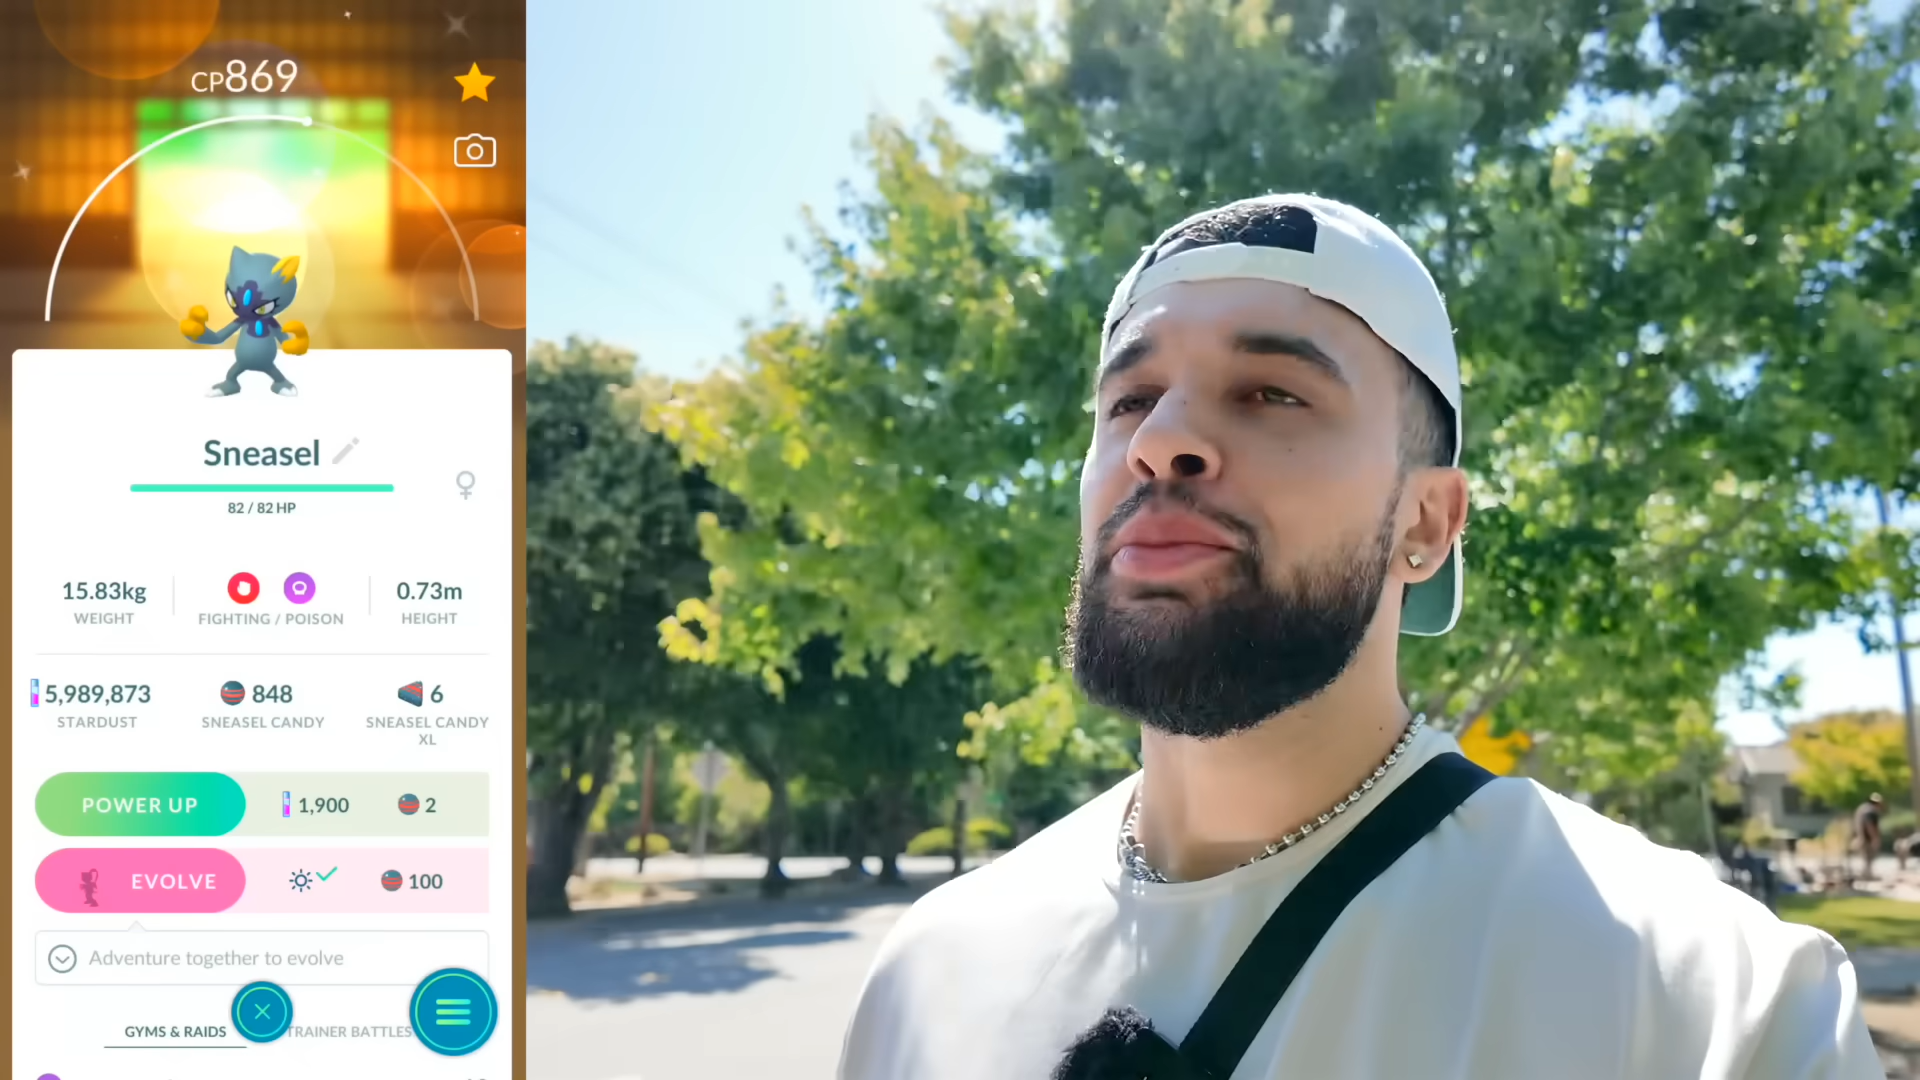 CP869
Sneasel
82 / 82 HP
15.83kg
WEIGHT
FIGHTING / POISON
0.73m
HEIGHT
5,989,873
STARDUST
848
SNEASEL CANDY
6
SNEASEL CANDY
XL
POWER UP
1,900
2
EVOLVE
100
Adventure together to evolve
GYMS & RAIDS
TRAINER BATTLES